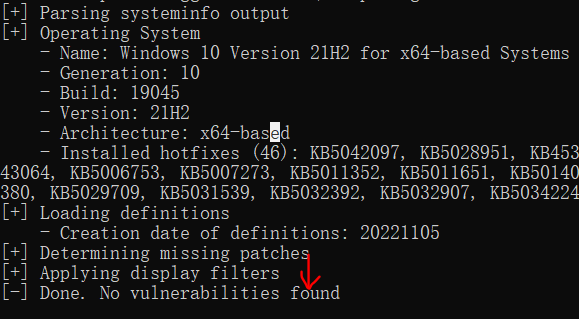 [+] Parsing systeminfo output
[+] Operating System
- Name: Windows 10 Version 21H2 for x64-based Systems
- Generation: 10
- Build: 19045
- Version: 21H2
- Architecture: x64-based
- Installed hotfixes (46): KB5042097, KB5028951, KB453
43064, KB5006753, KB5007273, KB5011352, KB5011651, KB50140
380, KB5029709, KB5031539, KB5032392, KB5032907, KB5034224
[+] Loading definitions
- Creation date of definitions: 20221105
[+] Determining missing patches
[+] Applying display filters
[-] Done. No vulnerabilities found